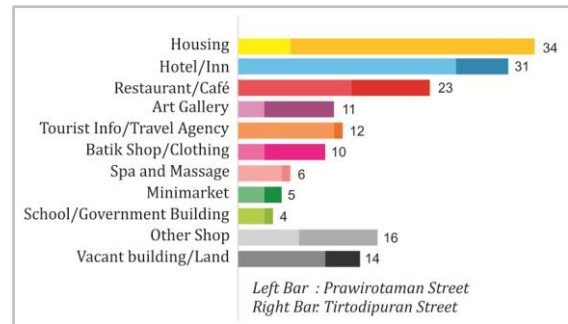 Housing 34
Hotel/Inn 31
Restaurant/Café 23
Art Gallery 11
Tourist Info/Travel Agency 12
Batik Shop/Clothing 10
Spa and Massage 6
Minimarket 5
School/Government Building 4
Other Shop 16
Vacant building/Land 14
Left Bar : Prawirotaman Street
Right Bar: Tirtodipuran Street